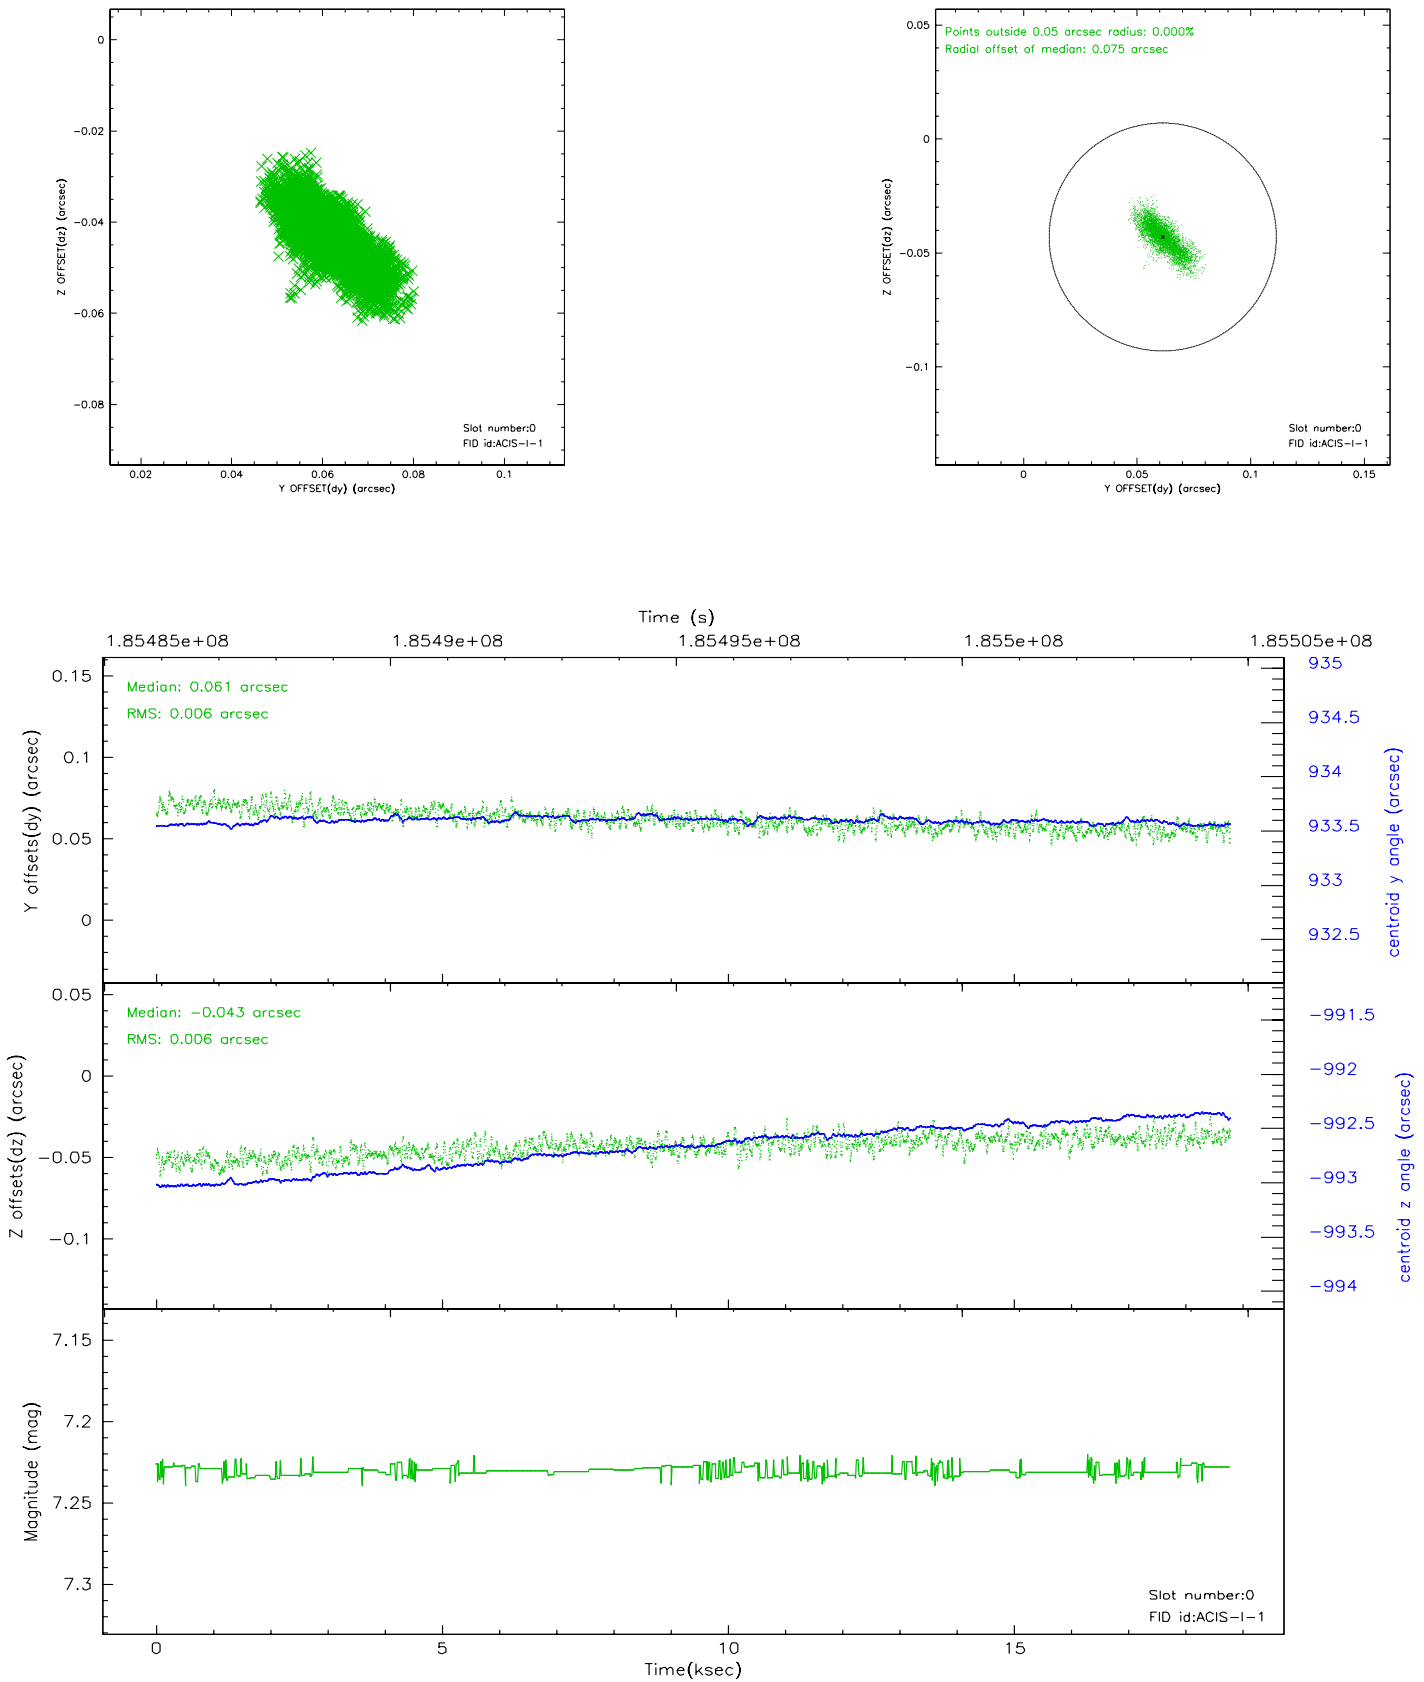 0
−0.02
−0.04
−0.06
−0.08
Z OFFSET(dz) (arcsec)
0.02
0.04
0.06
0.08
0.1
Y OFFSET(dy) (arcsec)
Slot number:0
FID id:ACIS−I−1
Points outside 0.05 arcsec radius: 0.000%
Radial offset of median: 0.075 arcsec
0.05
0
−0.05
−0.1
Z OFFSET(dz) (arcsec)
0
0.05
0.1
0.15
Y OFFSET(dy) (arcsec)
Slot number:0
FID id:ACIS−I−1
Time (s)
1.85485e+08
1.8549e+08
1.85495e+08
1.855e+08
1.85505e+08
Median: 0.061 arcsec
RMS: 0.006 arcsec
0.15
0.1
0.05
0
Y offsets(dy) (arcsec)
935
934.5
934
933.5
933
932.5
centroid y angle (arcsec)
Median: −0.043 arcsec
RMS: 0.006 arcsec
0.05
0
−0.05
−0.1
Z offsets(dz) (arcsec)
−991.5
−992
−992.5
−993
−993.5
−994
centroid z angle (arcsec)
7.15
7.2
7.25
7.3
Magnitude (mag)
Slot number:0
FID id:ACIS−I−1
0
5
10
15
Time(ksec)